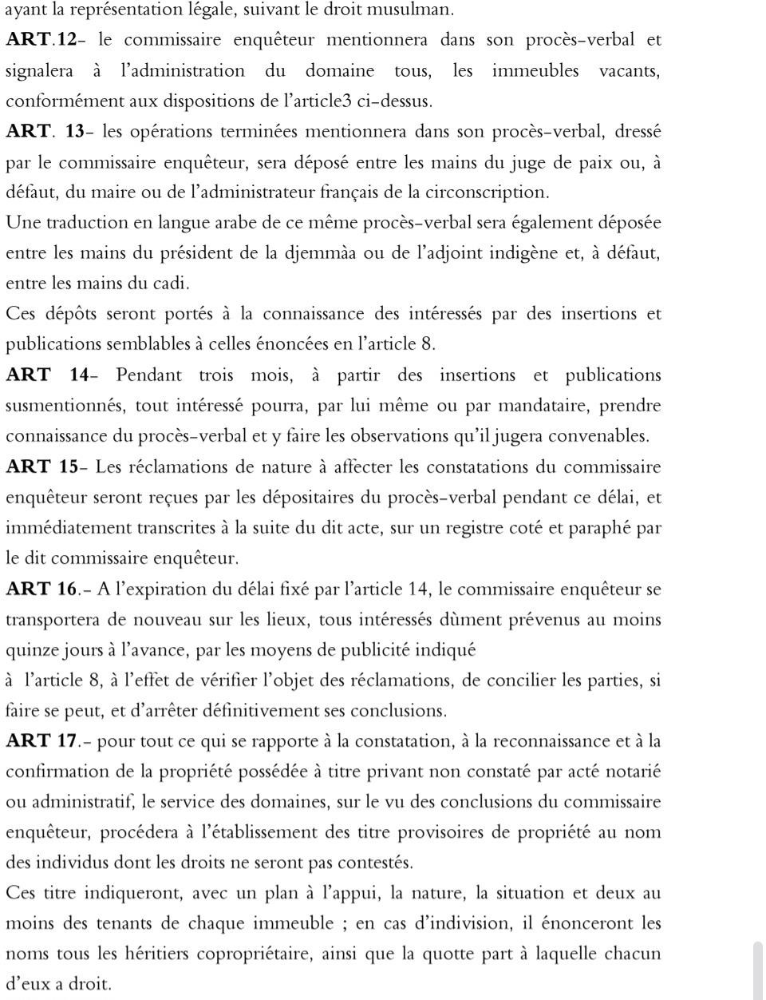 ayant la représentation légale, suivant le droit musulman.
ART.12– le commissaire enquêteur mentionnera dans son procès–verbal et
signalera à l’administration du domaine tous, les immeubles vacants,
conformément aux dispositions de l’article3 ci–dessus.
ART. 13– les opérations terminées mentionnera dans son procès–verbal, dressé
par le commissaire enquêteur, sera déposé entre les mains du juge de paix ou, à
défaut, du maire ou de l’administrateur français de la circonscription.
Une traduction en langue arabe de ce même procès–verbal sera également déposée
entre les mains du président de la djemmàa ou de l’adjoint indigène et, à défaut,
entre les mains du cadi.
Ces dépôts seront portés à la connaissance des intéressés par des insertions et
publications semblables à celles énoncées en l’article 8.
ART 14– Pendant trois mois, à partir des insertions et publications
susmentionnés, tout intéressé pourra, par lui même ou par mandataire, prendre
connaissance du procès–verbal et y faire les observations qu’il jugera convenables.
ART 15– Les réclamations de nature à affecter les constatations du commissaire
enquêteur seront reçues par les dépositaires du procès–verbal pendant ce délai, et
immédiatement transcrites à la suite du dit acte, sur un registre coté et paraphé par
le dit commissaire enquêteur.
ART 16.– A l’expiration du délai fixé par l’article 14, le commissaire enquêteur se
transportera de nouveau sur les lieux, tous intéressés dùment prévenus au moins
quinze jours à l’avance, par les moyens de publicité indiqué
à l’article 8, à l’effet de vérifier l’objet des réclamations, de concilier les parties, si
faire se peut, et d’arrêter définitivement ses conclusions.
ART 17.– pour tout ce qui se rapporte à la constatation, à la reconnaissance et à la
confirmation de la propriété possédée à titre privant non constaté par acté notarié
ou administratif, le service des domaines, sur le vu des conclusions du commissaire
enquêteur, procédera à l’établissement des titre provisoires de propriété au nom
des individus dont les droits ne seront pas contestés.
Ces titre indiqueront, avec un plan à l’appui, la nature, la situation et deux au
moins des tenants de chaque immeuble ; en cas d’indivision, il énonceront les
noms tous les héritiers copropriétaire, ainsi que la quotte part à laquelle chacun
d’eux a droit.